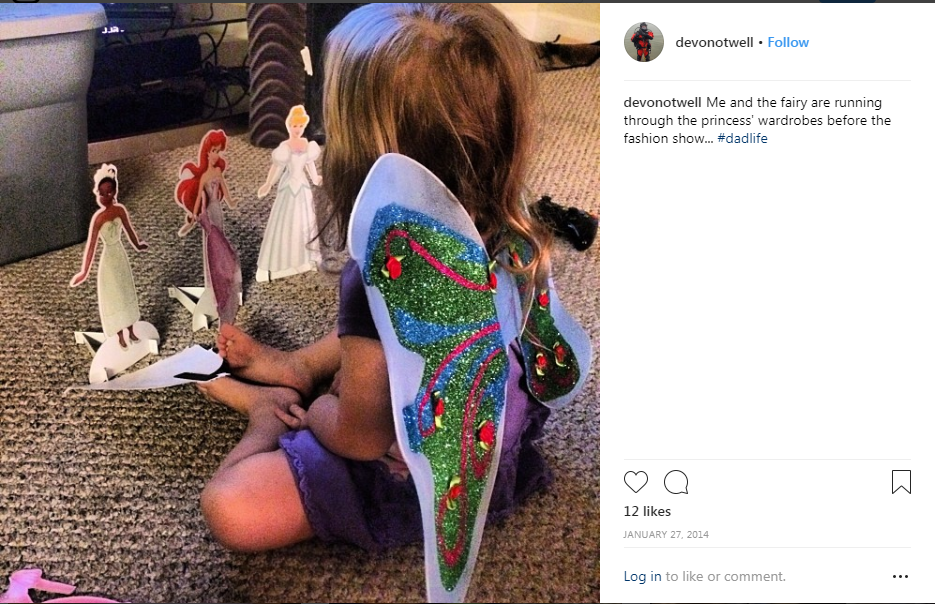 devonotwell • Follow
devonotwell Me and the fairy are running
through the princess' wardrobes before the
fashion show... #dadlife
12 likes
JANUARY 27, 2014
Log in to like or comment.